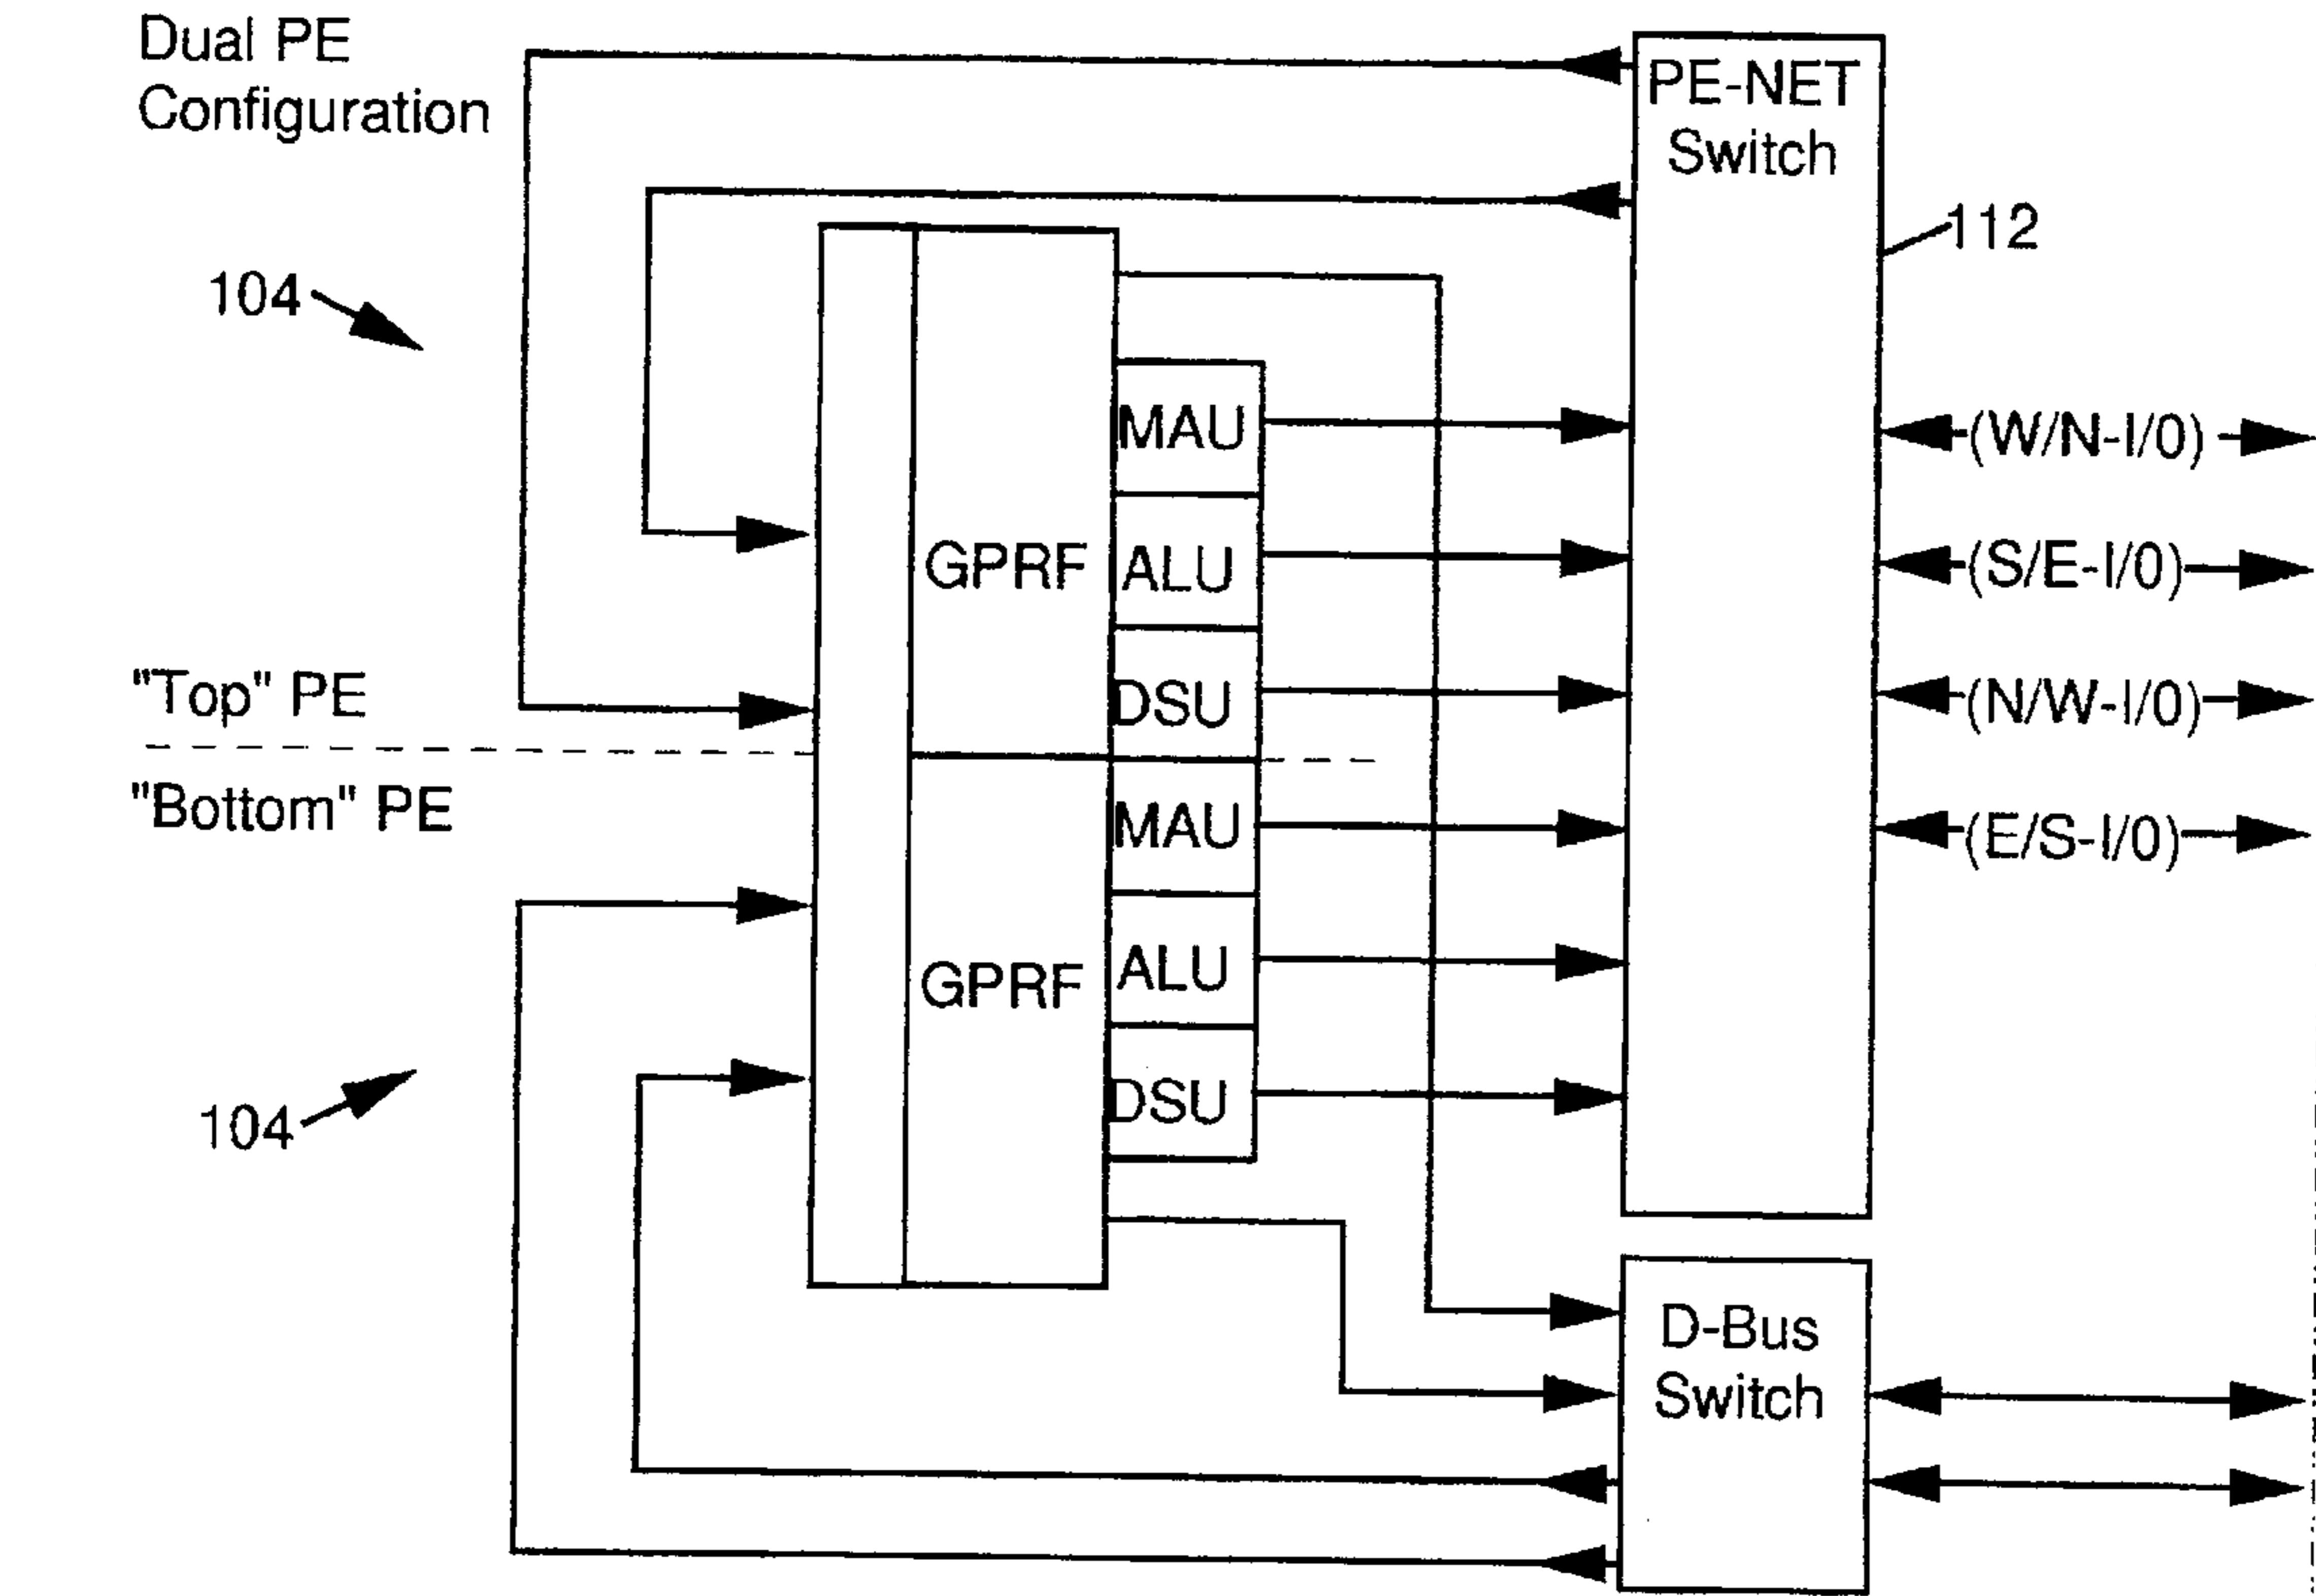 Dual PE
Configuration
PE-NET
Switch
112
104
MAU
(W/N-I/0)
GPRF
ALU
(S/E-I/0)
"Top" PE
DSU
(N/W-I/0)
"Bottom" PE
MAU
(E/S-I/0)
GPRF
ALU
104
DSU
D-Bus
Switch